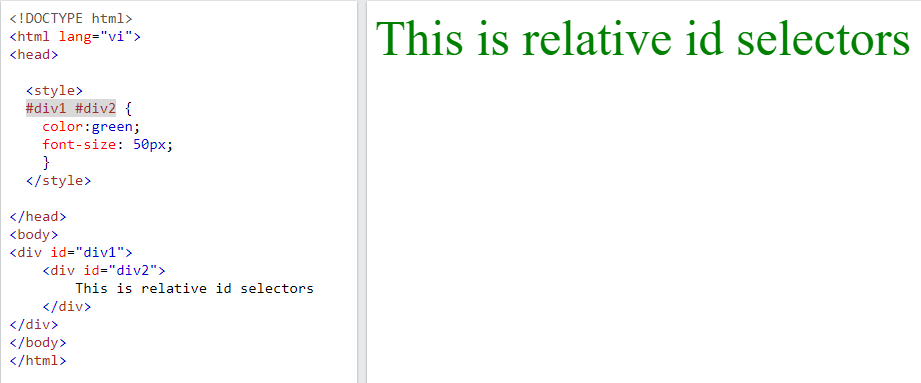 <!DOCTYPE html>
<html lang="vi">
<head>
<style>
#div1 #div2 {
color:green;
font-size: 50px;
}
</style>
</head>
<body>
<div id="div1">
<div id="div2">
This is relative id selectors
</div>
</div>
</body>
</html>
This is relative id selectors